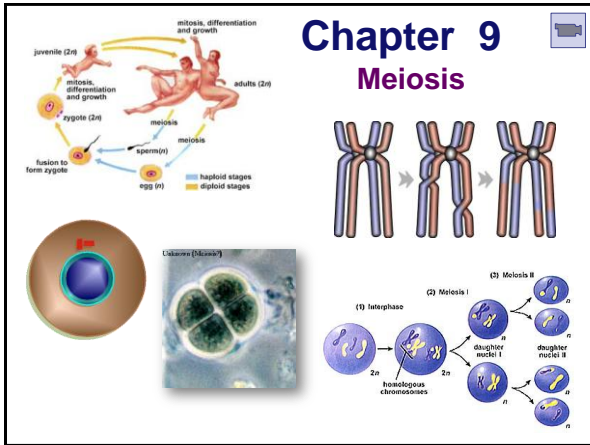 Chapter 9
Meiosis
mitosis, differentiation
and growth
juvenile (2n)
mitosis,
differentiation
and growth
adults (2n)
zygote (2n)
meiosis
meiosis
sperm(n)
fusion to
form zygote
egg (n)
haploid stages
diploid stages
Unknown (Meiosis?)
(1) Interphase
(2) Meiosis I
(3) Meiosis II
2n
2n
homologous
chromosomes
n
daughter
nuclei I
n
n
n
daughter
nuclei II
n
n